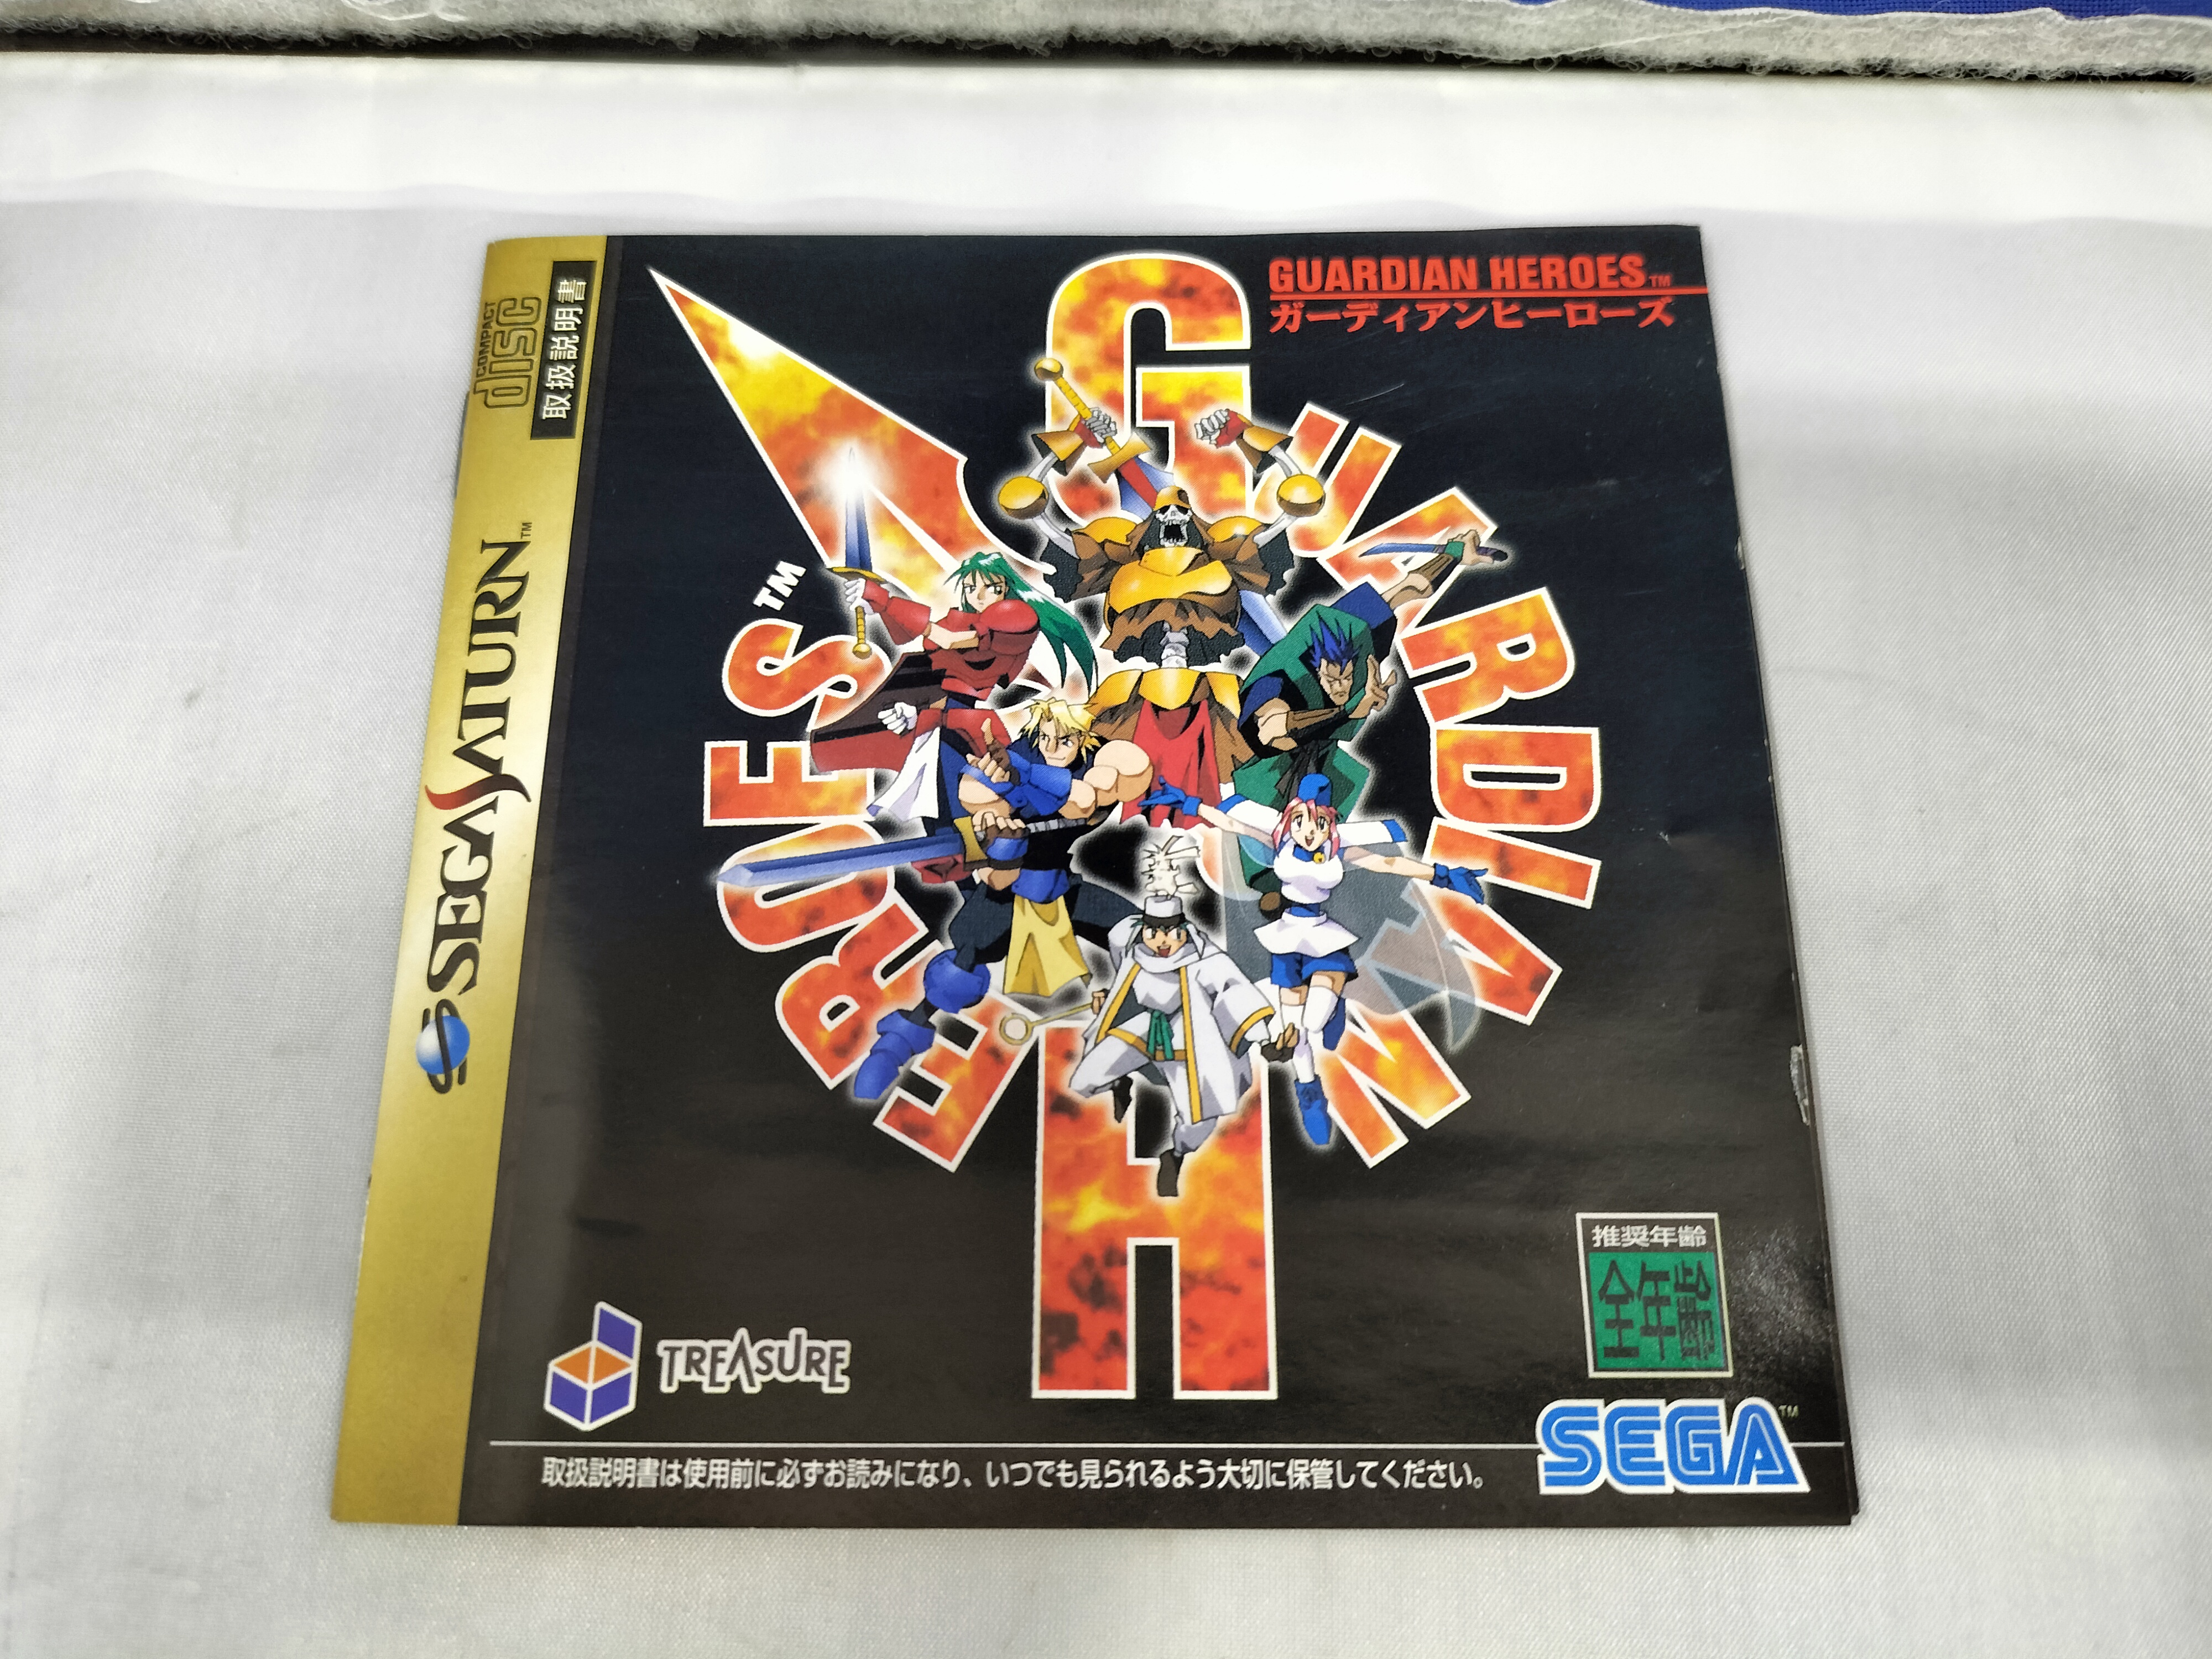 COMPACT
disc
取扱説明書
SEGA SATURN™
GUARDIAN HEROES™
ガーディアンヒーローズ
GUARDIAN
HEROES™
TREASURE
推奨年齢
全年齢
SEGA™
取扱説明書は使用前に必ずお読みになり、いつでも見られるよう大切に保管してください。